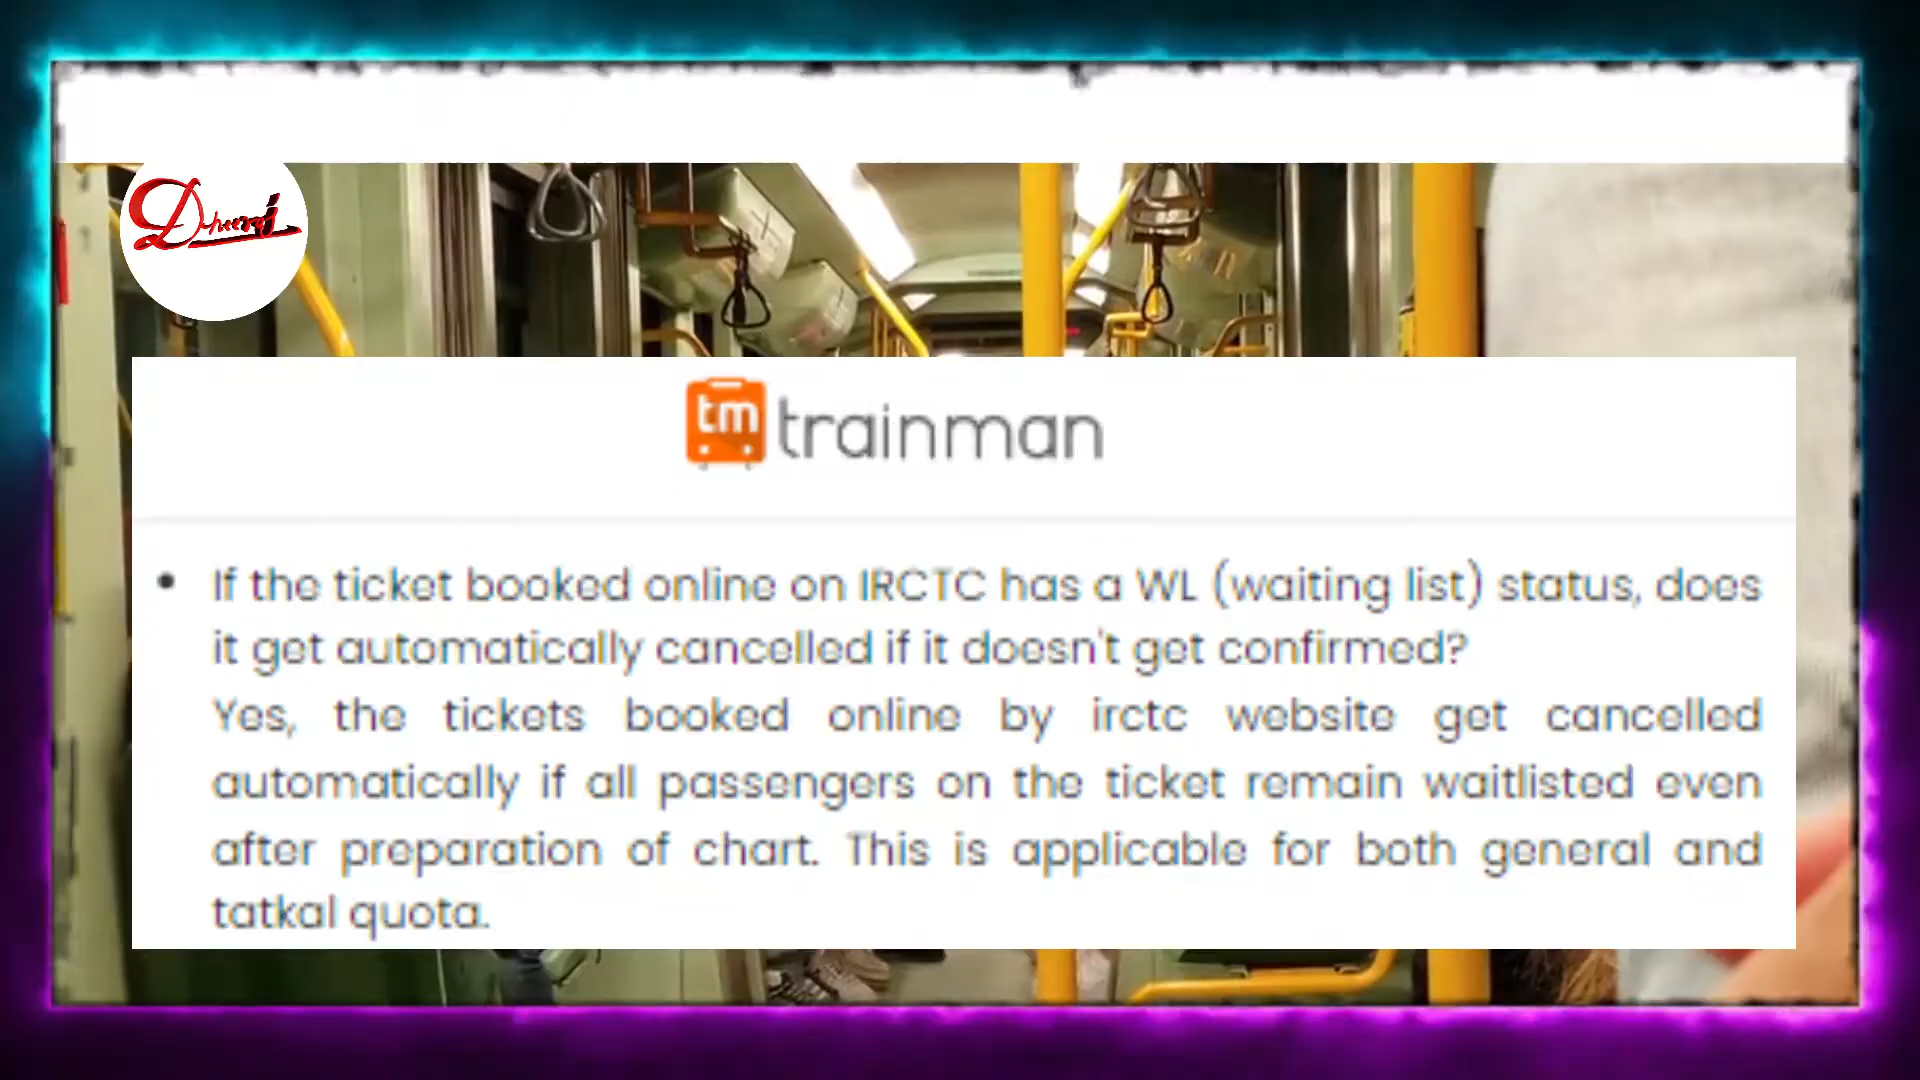 Dheeraj
tm trainman
• If the ticket booked online on IRCTC has a WL (waiting list) status, does
it get automatically cancelled if it doesn't get confirmed?
Yes, the tickets booked online by irctc website get cancelled
automatically if all passengers on the ticket remain waitlisted even
after preparation of chart. This is applicable for both general and
tatkal quota.